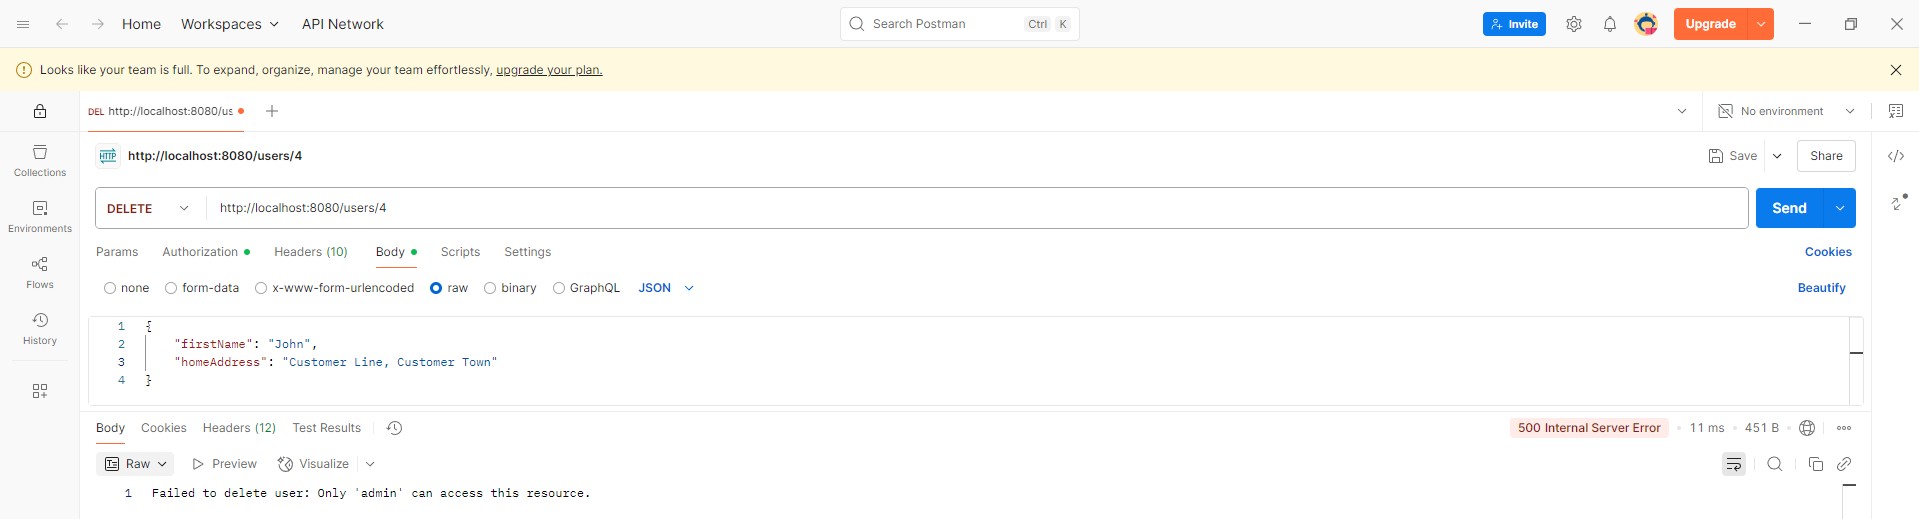 Home Workspaces API Network Search Postman Ctrl K Invite Upgrade
Looks like your team is full. To expand, organize, manage your team effortlessly, upgrade your plan.
DEL http://localhost:8080/us No environment
HTTP http://localhost:8080/users/4 Save Share
Collections
Environments
Flows
History
DELETE http://localhost:8080/users/4 Send
Params Authorization Headers (10) Body Scripts Settings Cookies
none form-data x-www-form-urlencoded raw binary GraphQL JSON Beautify
1 {
2 "firstName": "John",
3 "homeAddress": "Customer Line, Customer Town"
4 }
Body Cookies Headers (12) Test Results 500 Internal Server Error • 11 ms • 451 B •
Raw Preview Visualize
1 Failed to delete user: Only 'admin' can access this resource.